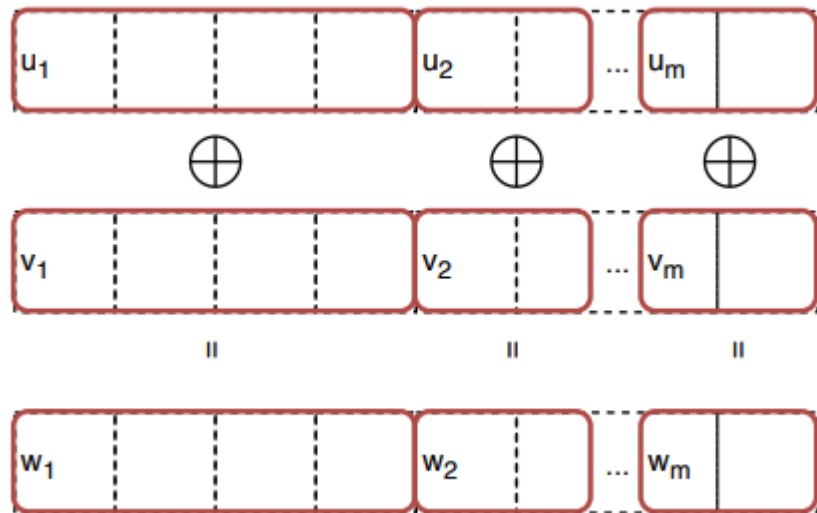 u1 u2 ... um
⊕ ⊕ ⊕
v1 v2 ... vm
= = =
w1 w2 ... wm